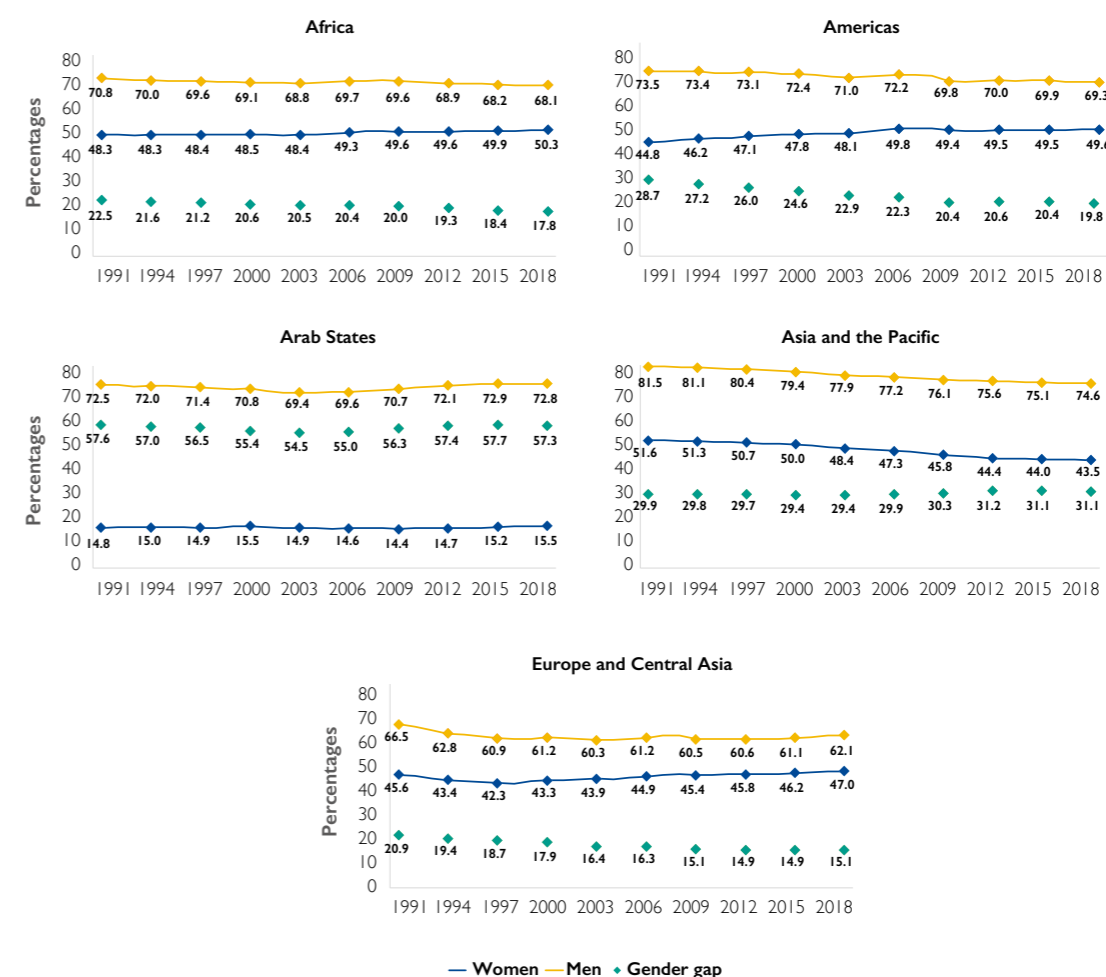 Africa
Percentages
80
70
60
50
40
30
20
10
0
70.8 70.0 69.6 69.1 68.8 69.7 69.6 68.9 68.2 68.1
48.3 48.3 48.4 48.5 48.4 49.3 49.6 49.6 49.9 50.3
22.5 21.6 21.2 20.6 20.5 20.4 20.0 19.3 18.4 17.8
1991 1994 1997 2000 2003 2006 2009 2012 2015 2018
Americas
80
70
60
50
40
30
20
10
0
73.5 73.4 73.1 72.4 71.0 72.2 69.8 70.0 69.9 69.3
44.8 46.2 47.1 47.8 48.1 49.8 49.4 49.5 49.5 49.6
28.7 27.2 26.0 24.6 22.9 22.3 20.4 20.6 20.4 19.8
1991 1994 1997 2000 2003 2006 2009 2012 2015 2018
Arab States
Percentages
80
70
60
50
40
30
20
10
0
72.5 72.0 71.4 70.8 69.4 69.6 70.7 72.1 72.9 72.8
57.6 57.0 56.5 55.4 54.5 55.0 56.3 57.4 57.7 57.3
14.8 15.0 14.9 15.5 14.9 14.6 14.4 14.7 15.2 15.5
1991 1994 1997 2000 2003 2006 2009 2012 2015 2018
Asia and the Pacific
80
70
60
50
40
30
20
10
0
81.5 81.1 80.4 79.4 77.9 77.2 76.1 75.6 75.1 74.6
51.6 51.3 50.7 50.0 48.4 47.3 45.8 44.4 44.0 43.5
29.9 29.8 29.7 29.4 29.4 29.9 30.3 31.2 31.1 31.1
1991 1994 1997 2000 2003 2006 2009 2012 2015 2018
Europe and Central Asia
Percentages
80
70
60
50
40
30
20
10
0
66.5 62.8 60.9 61.2 60.3 61.2 60.5 60.6 61.1 62.1
45.6 43.4 42.3 43.3 43.9 44.9 45.4 45.8 46.2 47.0
20.9 19.4 18.7 17.9 16.4 16.3 15.1 14.9 14.9 15.1
1991 1994 1997 2000 2003 2006 2009 2012 2015 2018
Women Men Gender gap